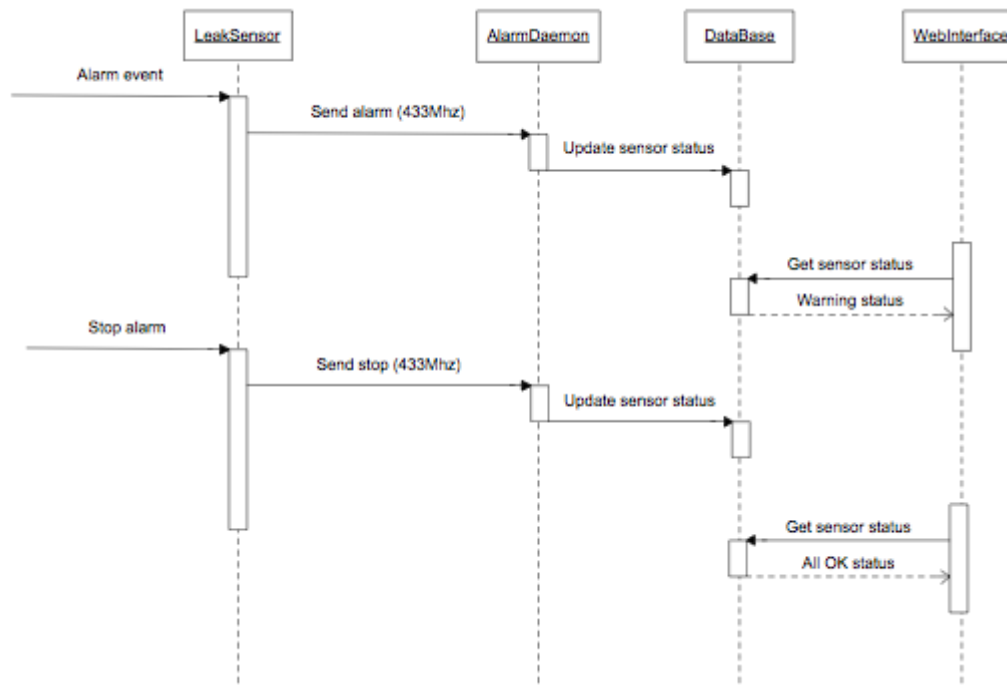 LeakSensor
AlarmDaemon
DataBase
WebInterface
Alarm event
Send alarm (433Mhz)
Update sensor status
Get sensor status
Warning status
Stop alarm
Send stop (433Mhz)
Update sensor status
Get sensor status
All OK status